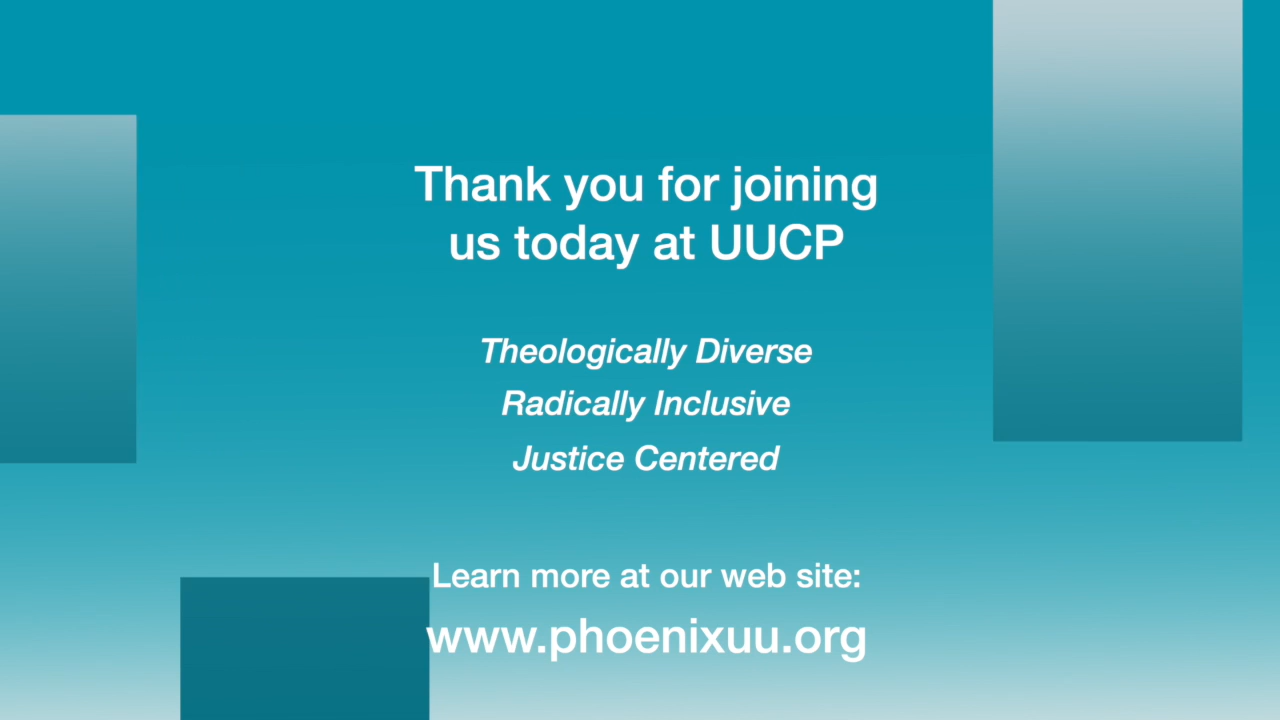 Thank you for joining
us today at UUCP
Theologically Diverse
Radically Inclusive
Justice Centered
Learn more at our web site:
www.phoenixuu.org